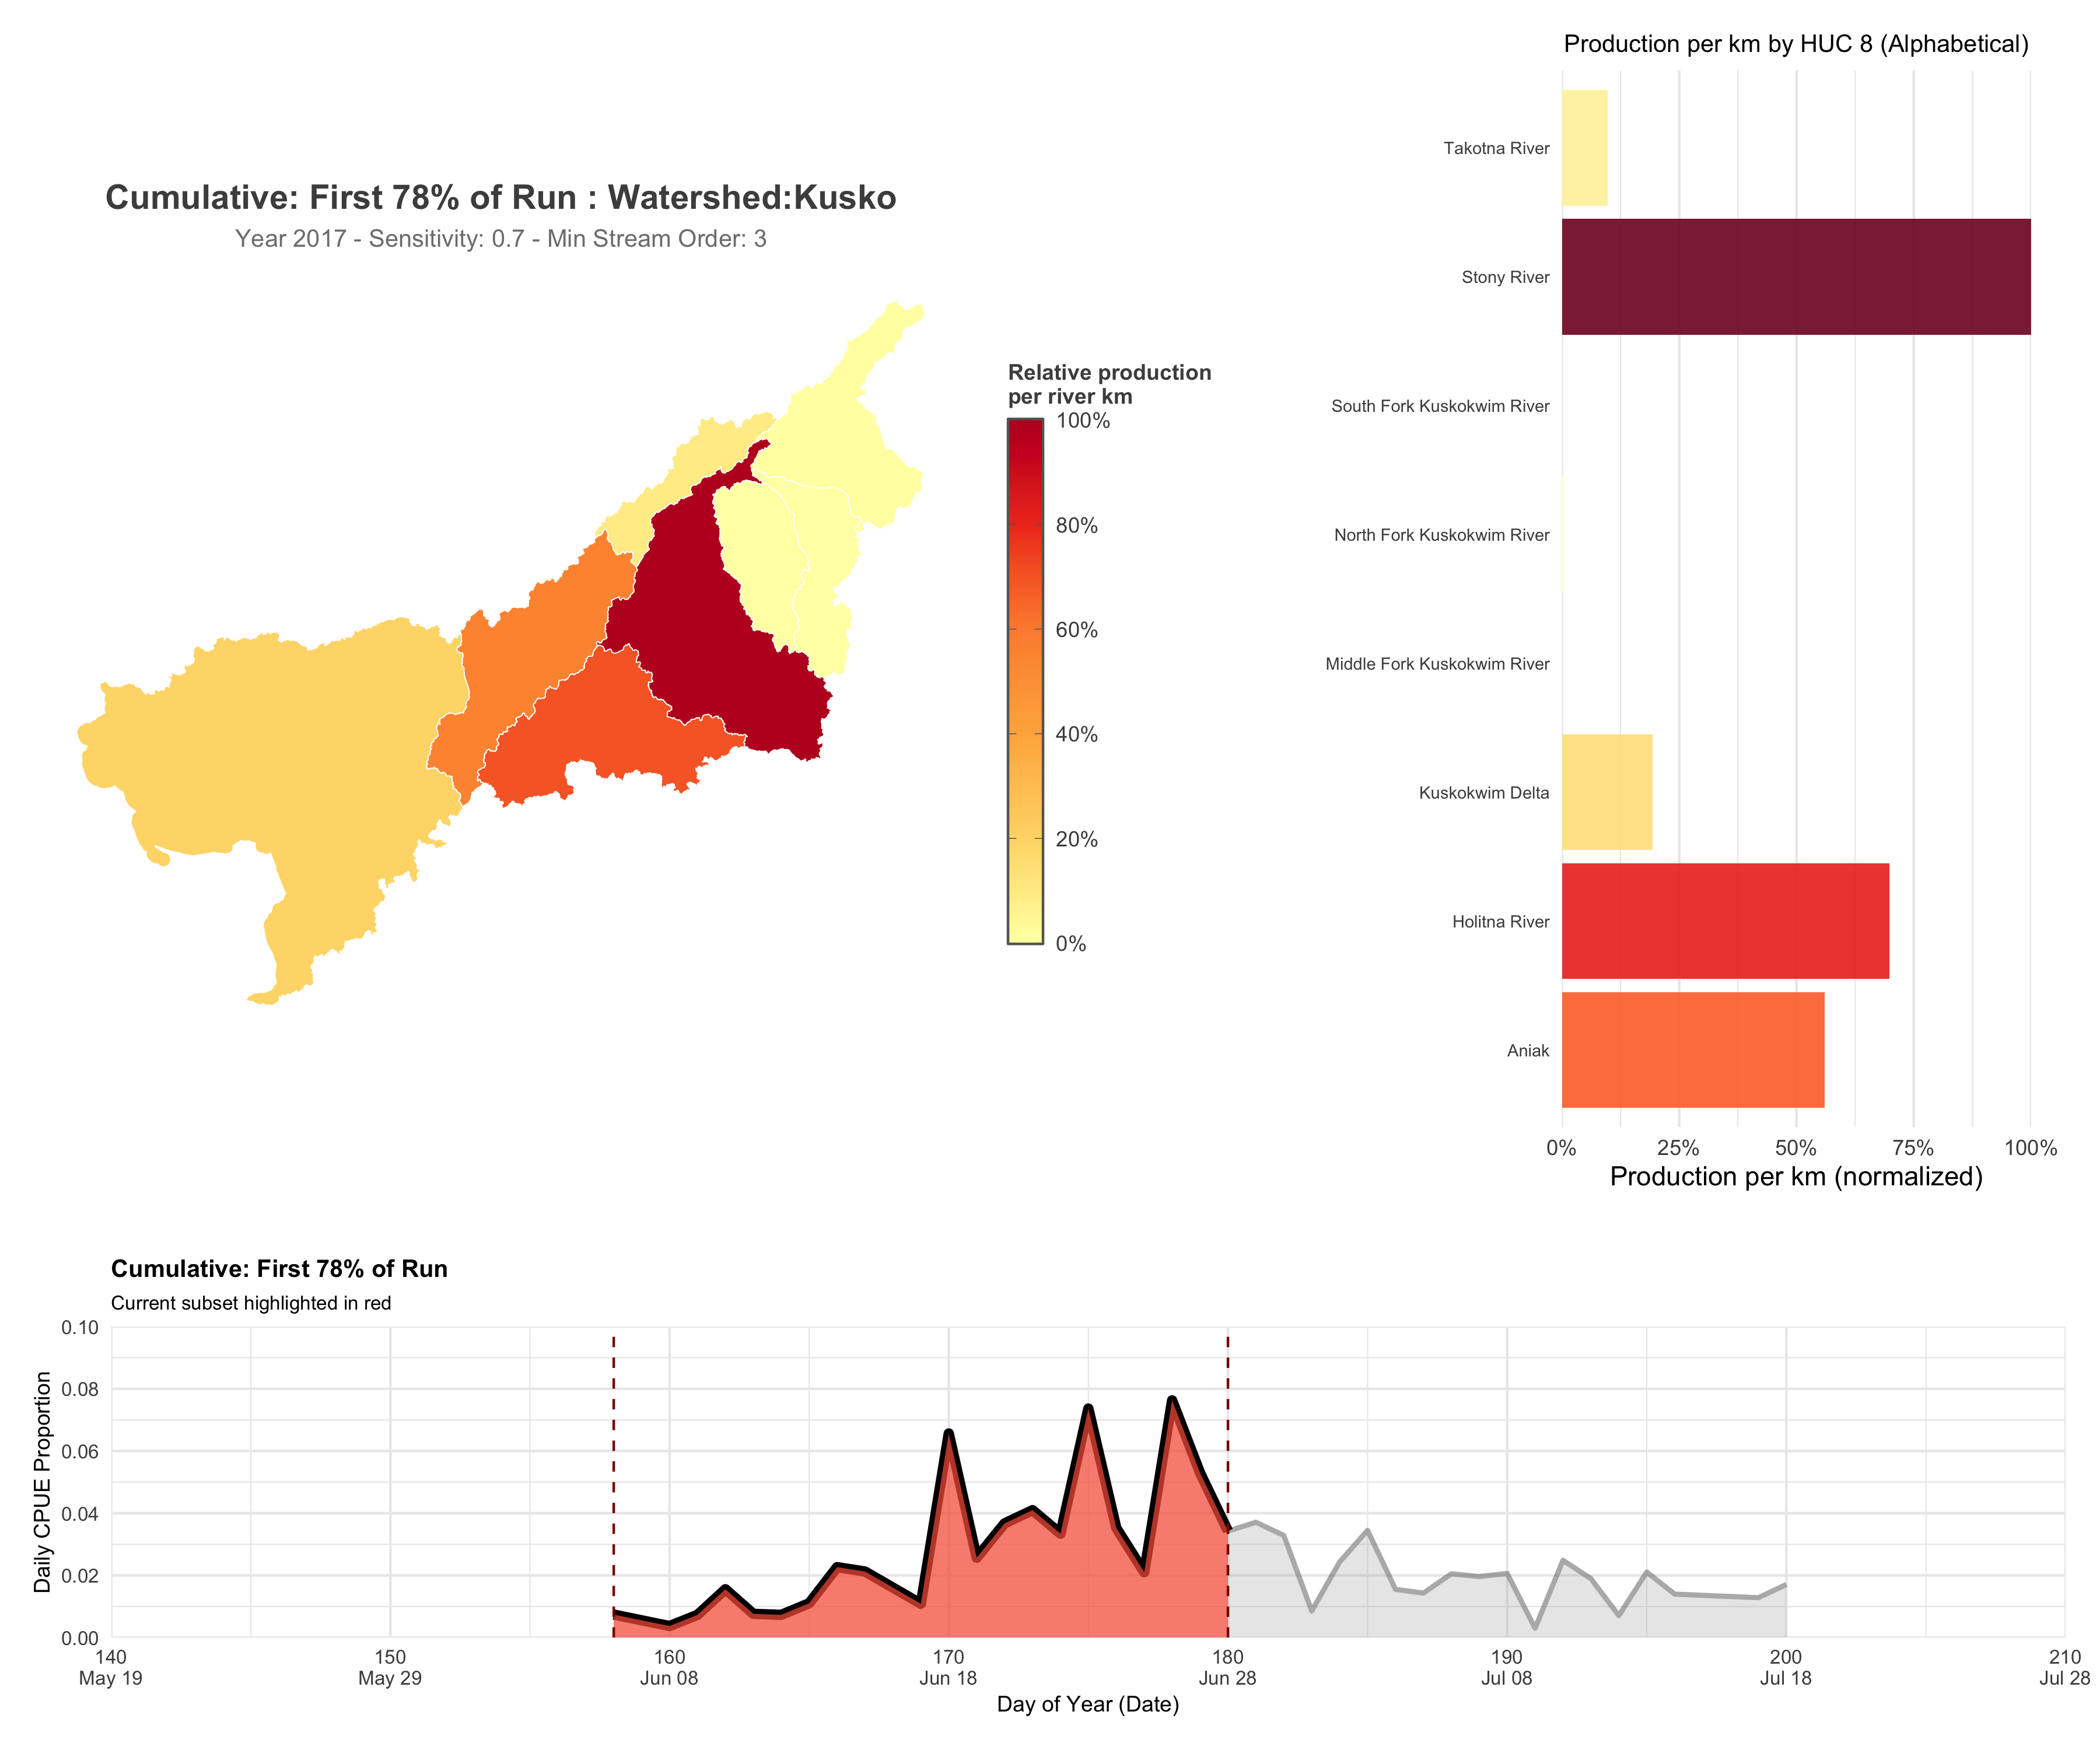 Production per km by HUC 8 (Alphabetical)
Takotna River
Stony River
South Fork Kuskokwim River
North Fork Kuskokwim River
Middle Fork Kuskokwim River
Kuskokwim Delta
Holitna River
Aniak
0% 25% 50% 75% 100%
Production per km (normalized)
Cumulative: First 78% of Run : Watershed:Kusko
Year 2017 - Sensitivity: 0.7 - Min Stream Order: 3
Relative production
per river km
100%
80%
60%
40%
20%
0%
Cumulative: First 78% of Run
Current subset highlighted in red
Daily CPUE Proportion
0.10
0.08
0.06
0.04
0.02
0.00
140 150 160 170 180 190 200 210
May 19 May 29 Jun 08 Jun 18 Jun 28 Jul 08 Jul 18 Jul 28
Day of Year (Date)